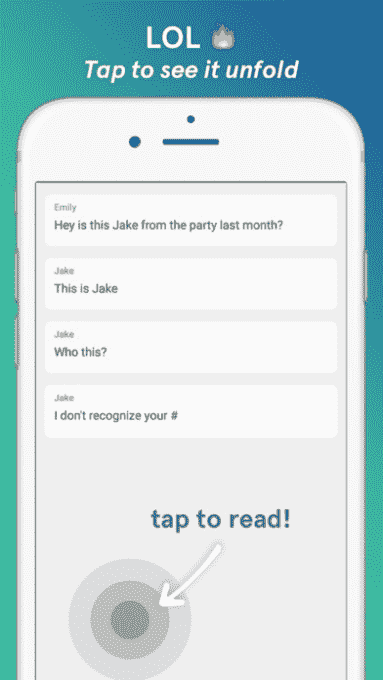 LOL 🔥
Tap to see it unfold
Emily
Hey is this Jake from the party last month?
Jake
This is Jake
Jake
Who this?
Jake
I don't recognize your #
tap to read!